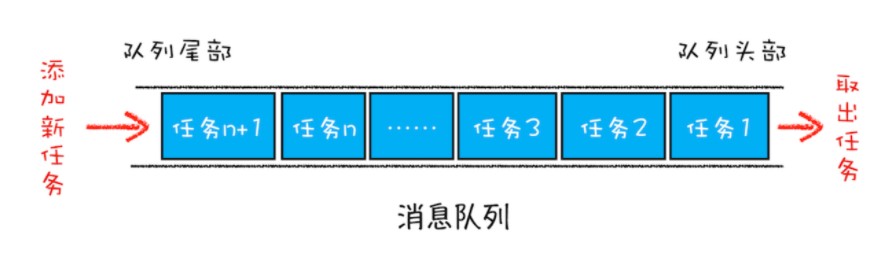 队列尾部
队列头部
添加新任务
任务n+1
任务n
……
任务3
任务2
任务1
取出任务
消息队列